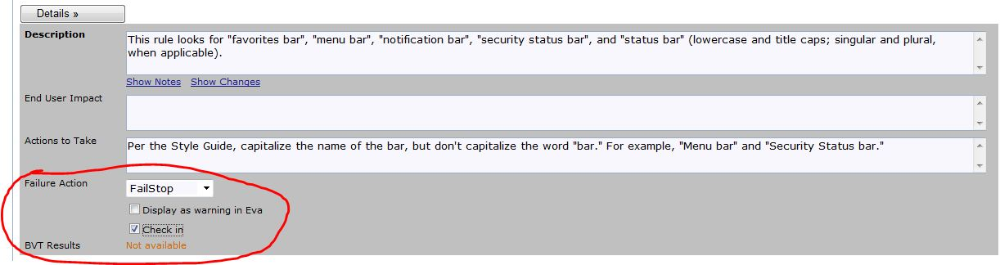 Details »
Description
This rule looks for "favorites bar", "menu bar", "notification bar", "security status bar", and "status bar" (lowercase and title caps; singular and plural,
when applicable).
Show Notes Show Changes
End User Impact
Actions to Take
Per the Style Guide, capitalize the name of the bar, but don't capitalize the word "bar." For example, "Menu bar" and "Security Status bar."
Failure Action
FailStop
Display as warning in Eva
Check in
BVT Results
Not available